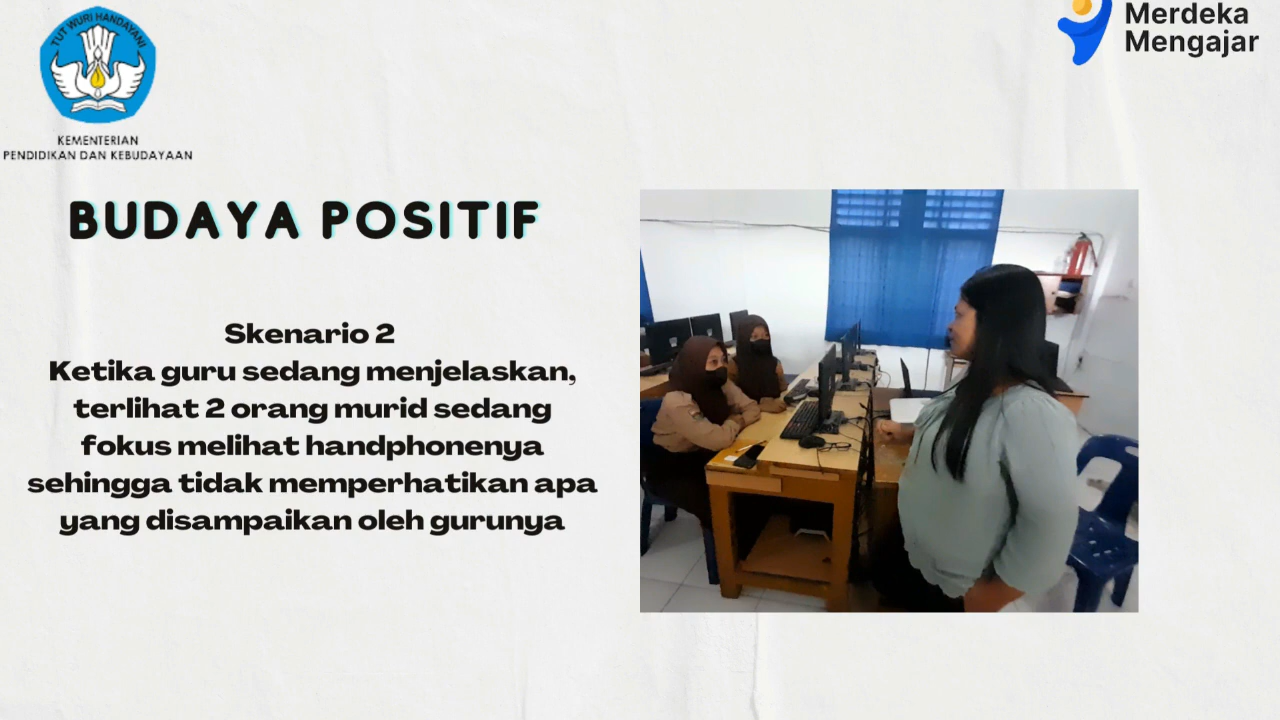 TUT WURI HANDAYANI
KEMENTERIAN
PENDIDIKAN DAN KEBUDAYAAN
Merdeka
Mengajar
BUDAYA POSITIF
Skenario 2
Ketika guru sedang menjelaskan,
terlihat 2 orang murid sedang
fokus melihat handphonenya
sehingga tidak memperhatikan apa
yang disampaikan oleh gurunya